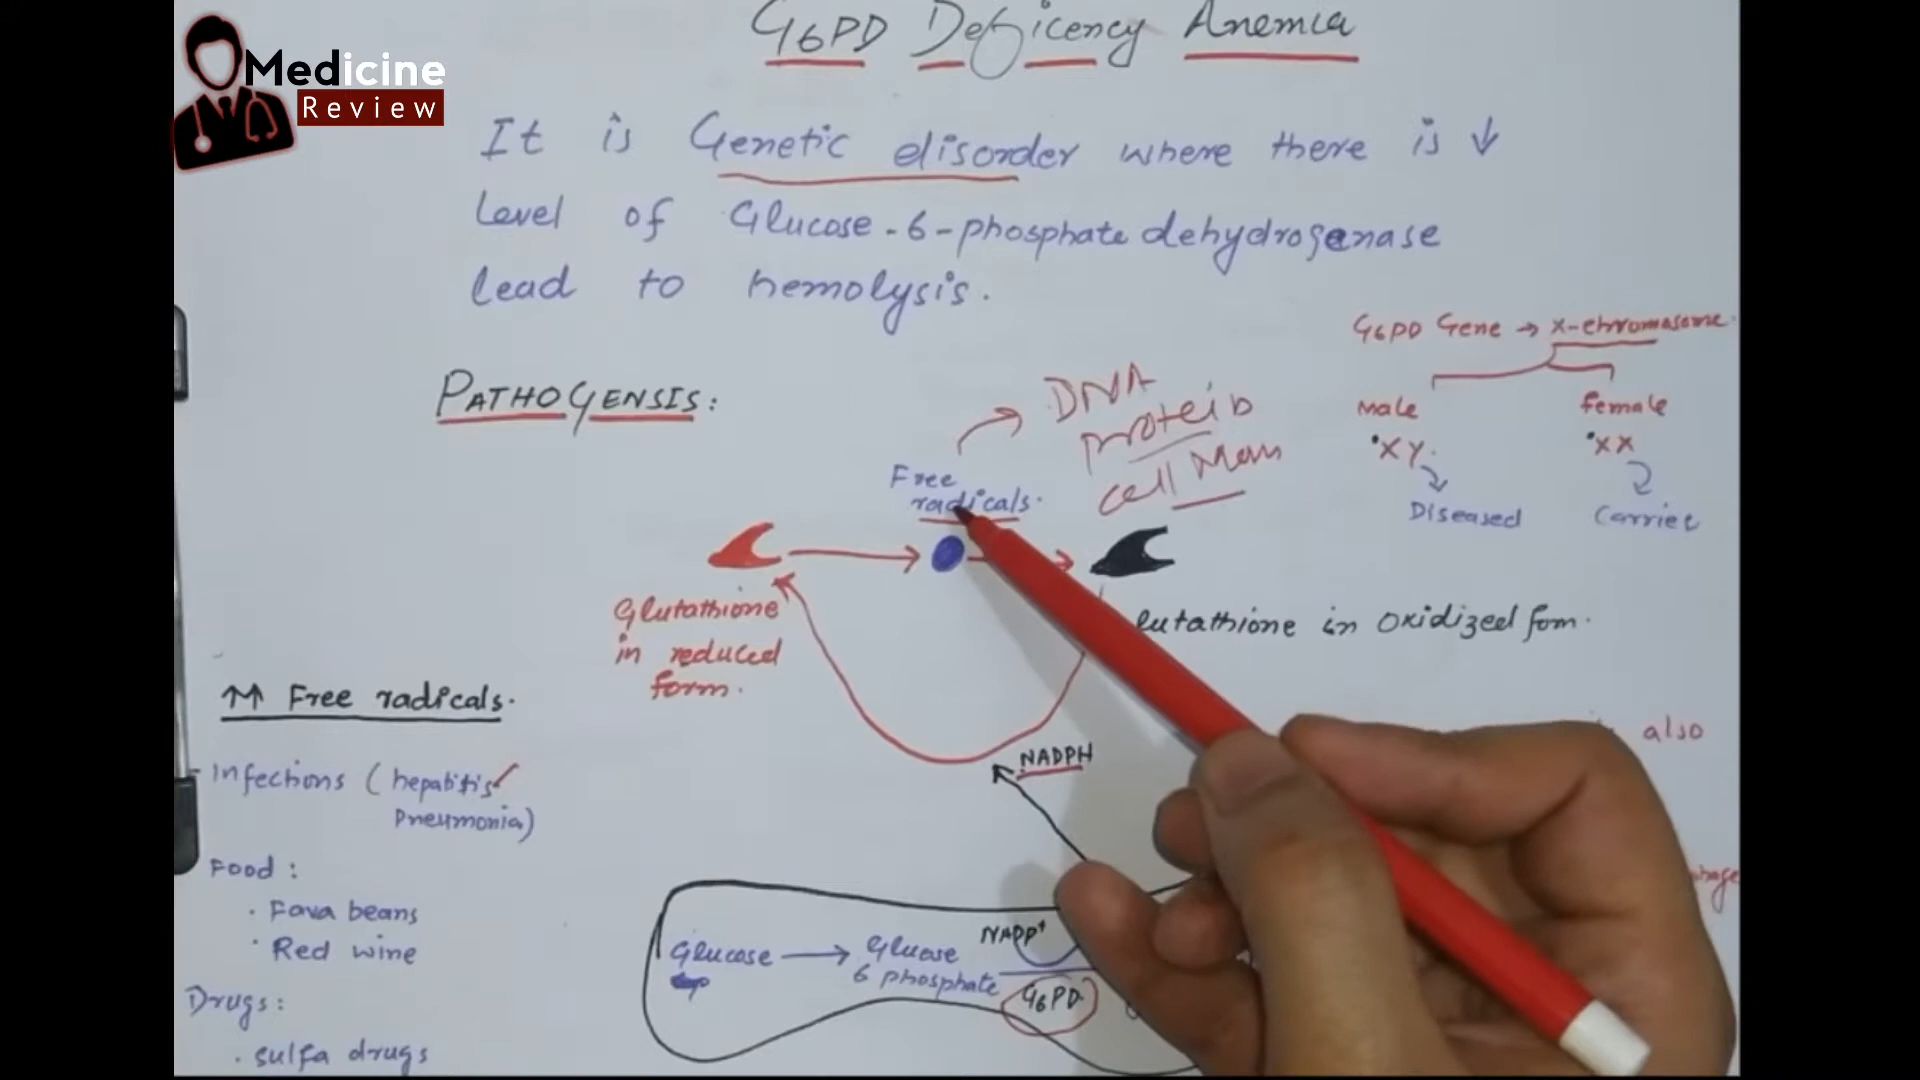 Medicine
Review
G6PD Deficency Anemia
It is Genetic disorder where there is ↓
Level of Glucose-6-phosphate dehydrogenase
lead to hemolysis.
G6PD Gene → X-chromosome
PATHOGENSIS:
DNA
protein
cell Mem
Male
Female
XY
XX
Diseased
Carrier
Free
radicals.
Glutathione
in reduced
form.
lutathione in oxidized fom.
↑↑ Free radicals.
also
Infections (hepatitis
Pneumonia)
NADPH
Food:
· Fava beans
· Red wine
NADP+
Glucose → Gluose
6 phosphate
G6PD
Drugs:
· sulfa drugs